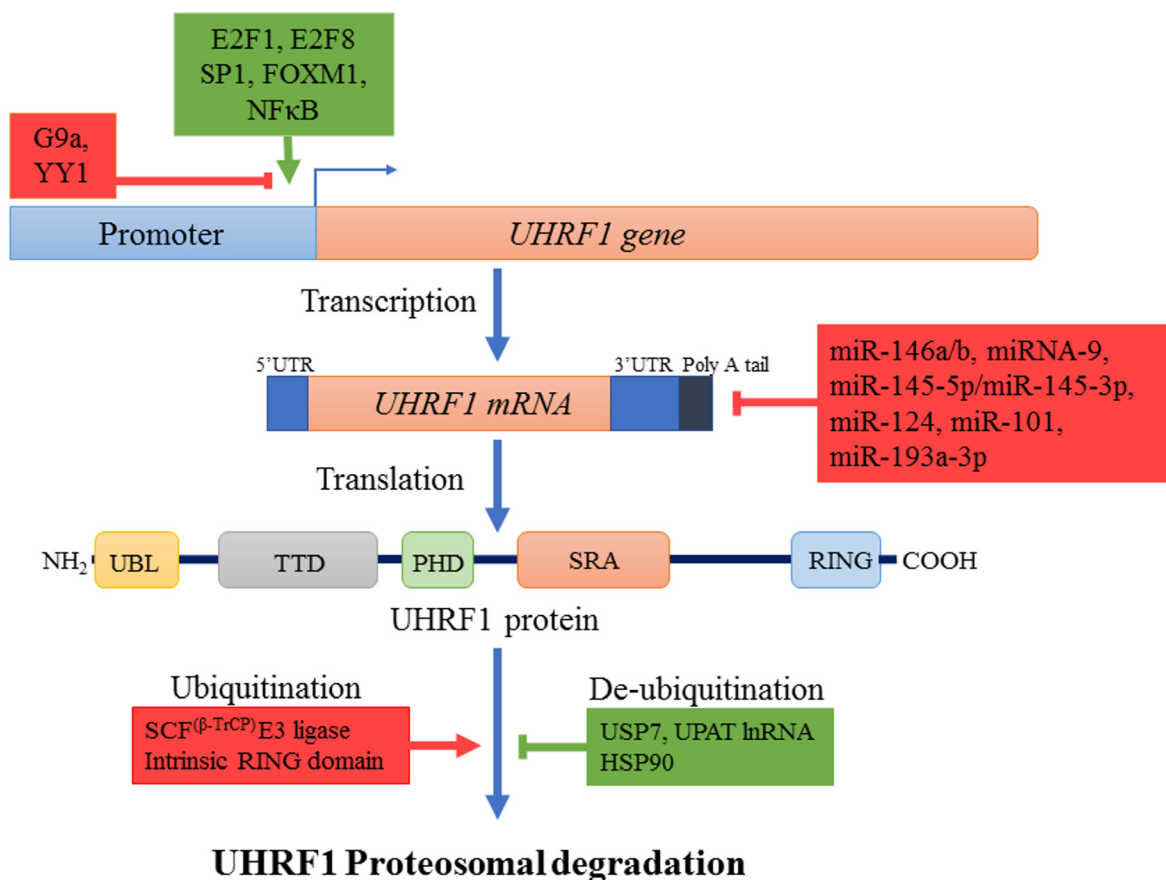 E2F1, E2F8
SP1, FOXM1,
NFκB
G9a,
YY1
Promoter
UHRF1 gene
Transcription
5’UTR
3’UTR
Poly A tail
UHRF1 mRNA
miR-146a/b, miRNA-9,
miR-145-5p/miR-145-3p,
miR-124, miR-101,
miR-193a-3p
Translation
NH2
UBL
TTD
PHD
SRA
RING
COOH
UHRF1 protein
Ubiquitination
SCF(β-TrCP)E3 ligase
Intrinsic RING domain
De-ubiquitination
USP7, UPAT lnRNA
HSP90
UHRF1 Proteosomal degradation